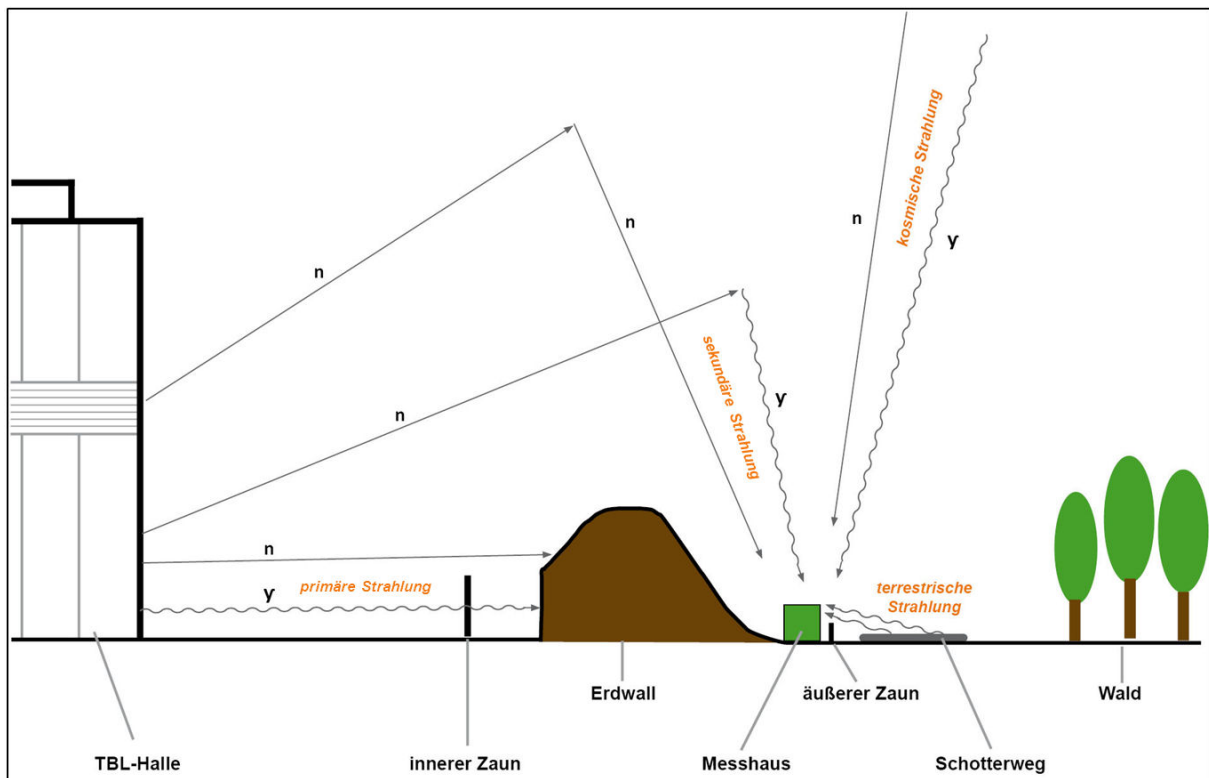 kosmische Strahlung
n
n
γ
n
sekundäre Strahlung
γ
n
n
primäre Strahlung
γ
terrestrische
Strahlung
Erdwall
äußerer Zaun
Wald
TBL-Halle
innerer Zaun
Messhaus
Schotterweg